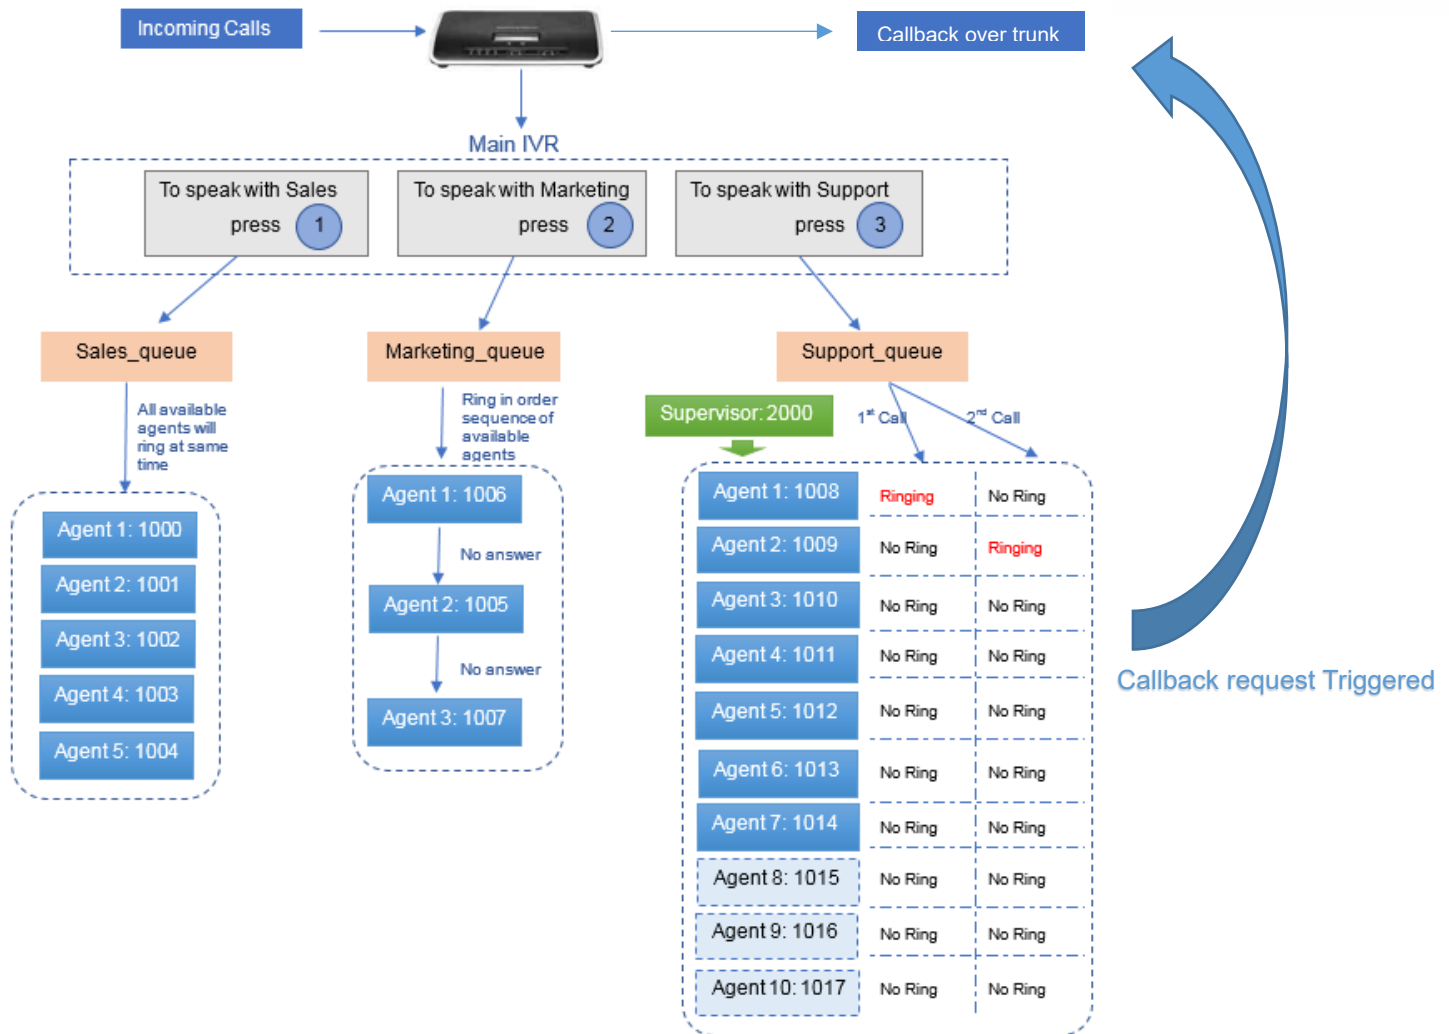 Incoming Calls
Callback over trunk
Main IVR
To speak with Sales
press 1
To speak with Marketing
press 2
To speak with Support
press 3
Sales_queue
Marketing_queue
Support_queue
All available
agents will
ring at same
time
Ring in order
sequence of
available
agents
Supervisor: 2000
1st Call
2nd Call
Agent 1: 1000
Agent 2: 1001
Agent 3: 1002
Agent 4: 1003
Agent 5: 1004
Agent 1: 1006
No answer
Agent 2: 1005
No answer
Agent 3: 1007
Agent 1: 1008 Ringing No Ring
Agent 2: 1009 No Ring Ringing
Agent 3: 1010 No Ring No Ring
Agent 4: 1011 No Ring No Ring
Agent 5: 1012 No Ring No Ring
Agent 6: 1013 No Ring No Ring
Agent 7: 1014 No Ring No Ring
Agent 8: 1015 No Ring No Ring
Agent 9: 1016 No Ring No Ring
Agent 10: 1017 No Ring No Ring
Callback request Triggered